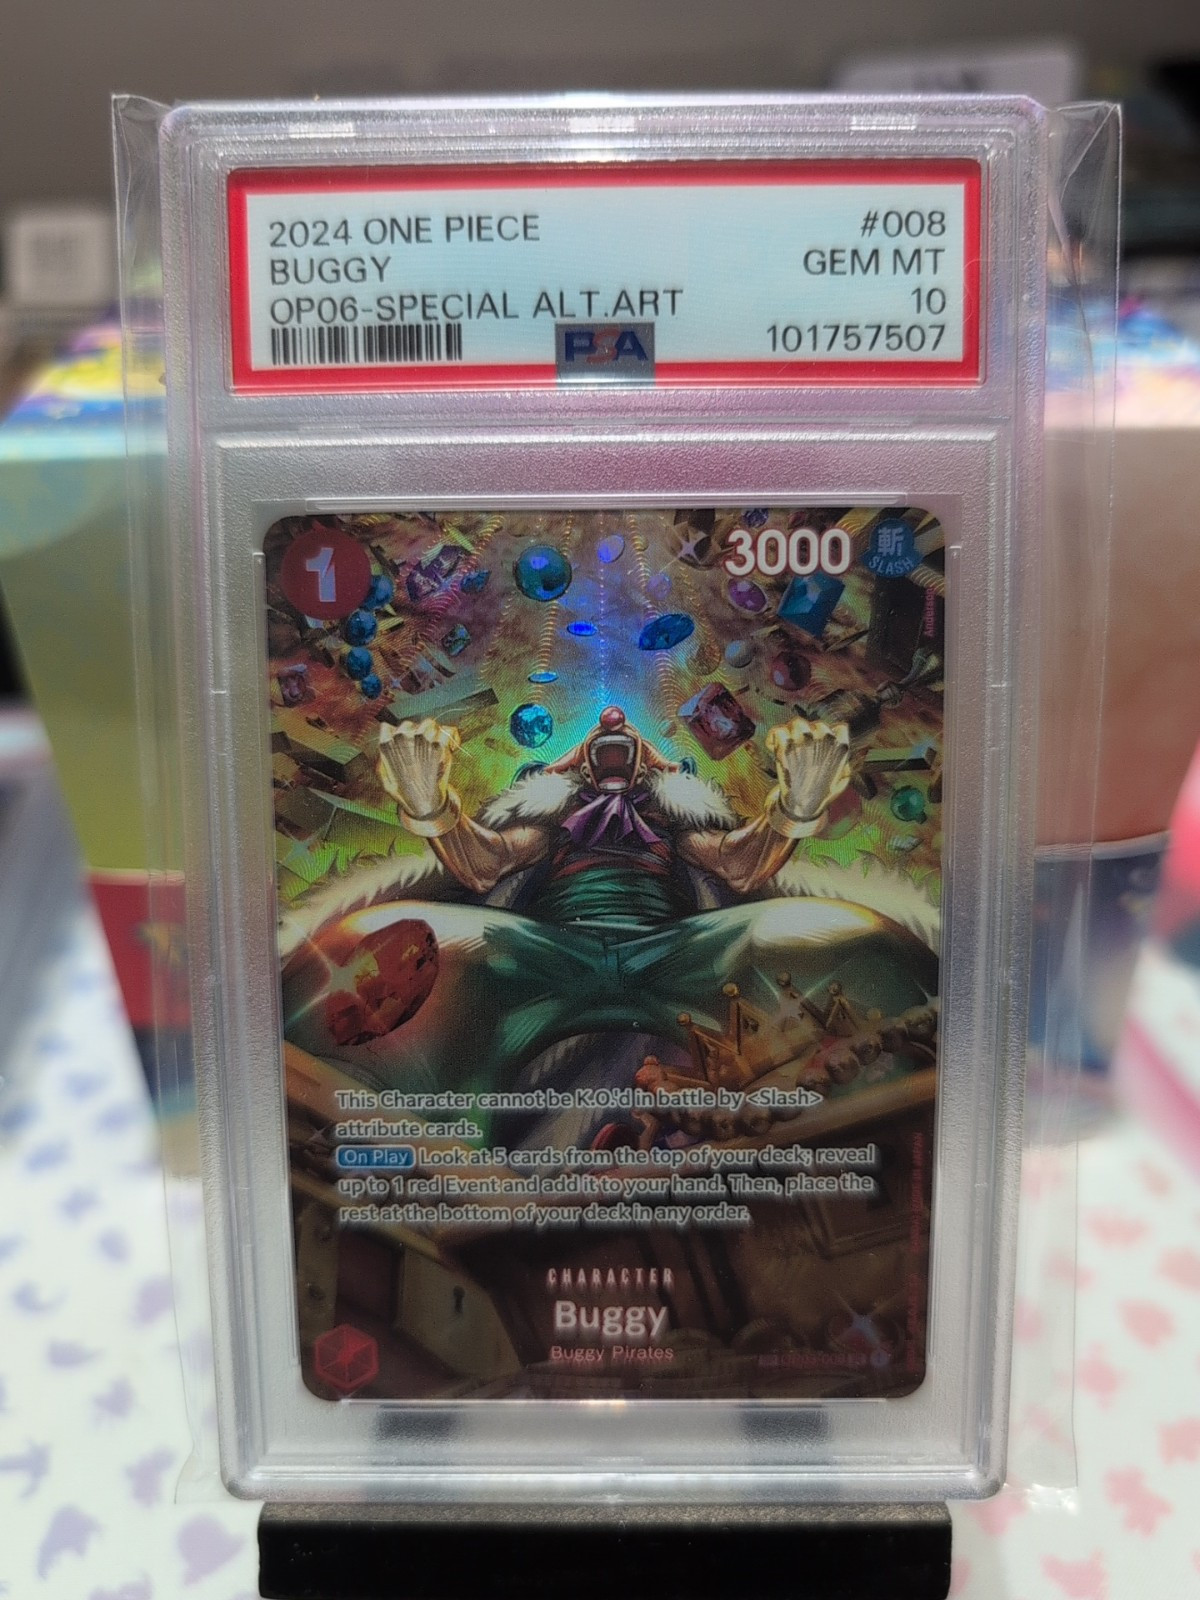 2024 ONE PIECE #008
BUGGY GEM MT
OP06-SPECIAL ALT.ART 10
PSA 101757507
1 3000 斬
SLASH
This Character cannot be K.O.'d in battle by <Slash>
attribute cards.
On Play Look at 5 cards from the top of your deck; reveal
up to 1 red Event and add it to your hand. Then, place the
rest at the bottom of your deck in any order.
CHARACTER
Buggy
Buggy Pirates